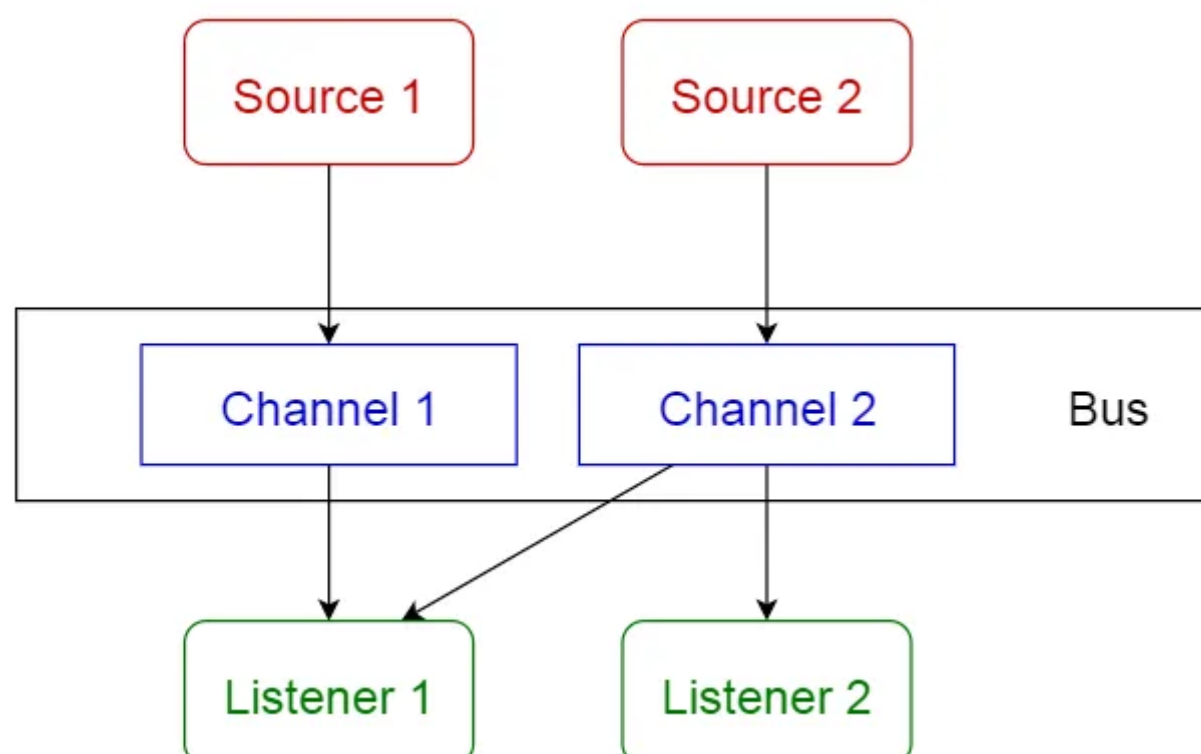 Source 1
Source 2
Channel 1
Channel 2
Bus
Listener 1
Listener 2